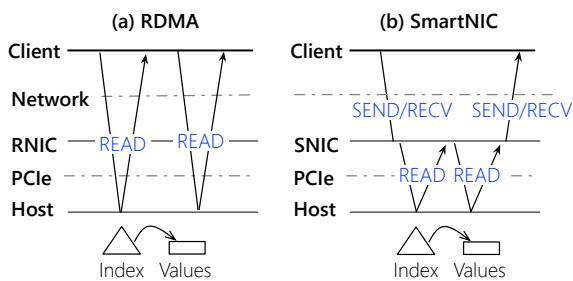 (a) RDMA
(b) SmartNIC
Client
Network
RNIC
PCIe
Host
READ
READ
Index Values
Client
SEND/RECV SEND/RECV
SNIC
READ READ
PCIe
Host
Index Values